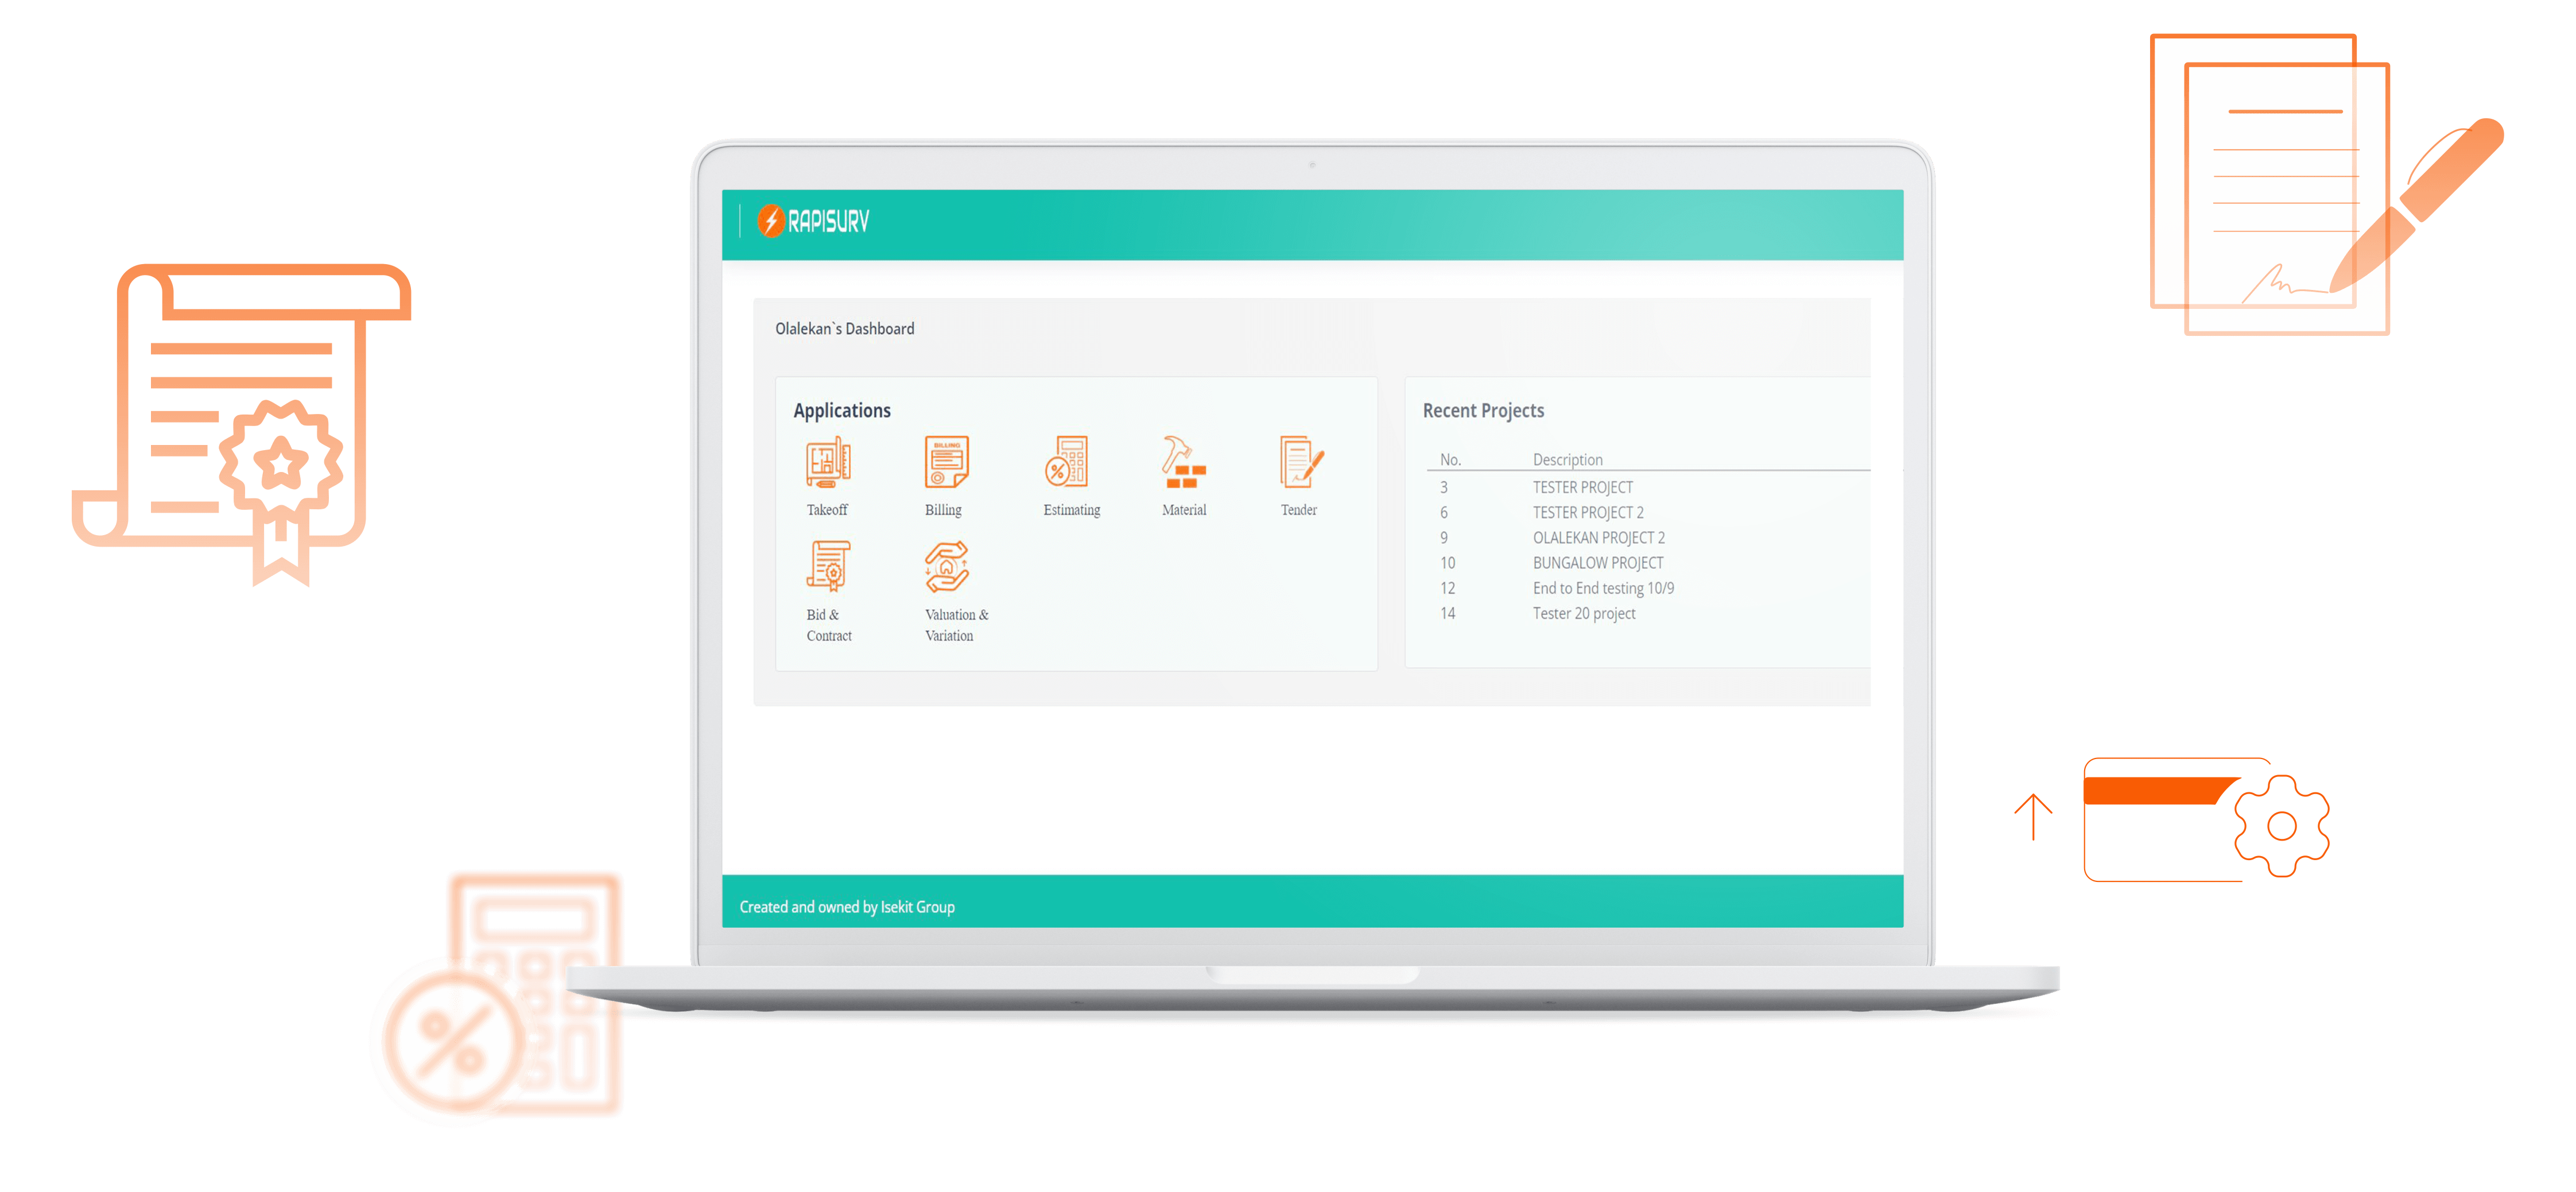 RAPISURV
Olalekan`s Dashboard
Applications
BILLING
Takeoff
Billing
Estimating
Material
Tender
Bid &
Contract
Valuation &
Variation
Recent Projects
No. Description
3 TESTER PROJECT
6 TESTER PROJECT 2
9 OLALEKAN PROJECT 2
10 BUNGALOW PROJECT
12 End to End testing 10/9
14 Tester 20 project
Created and owned by Isekit Group